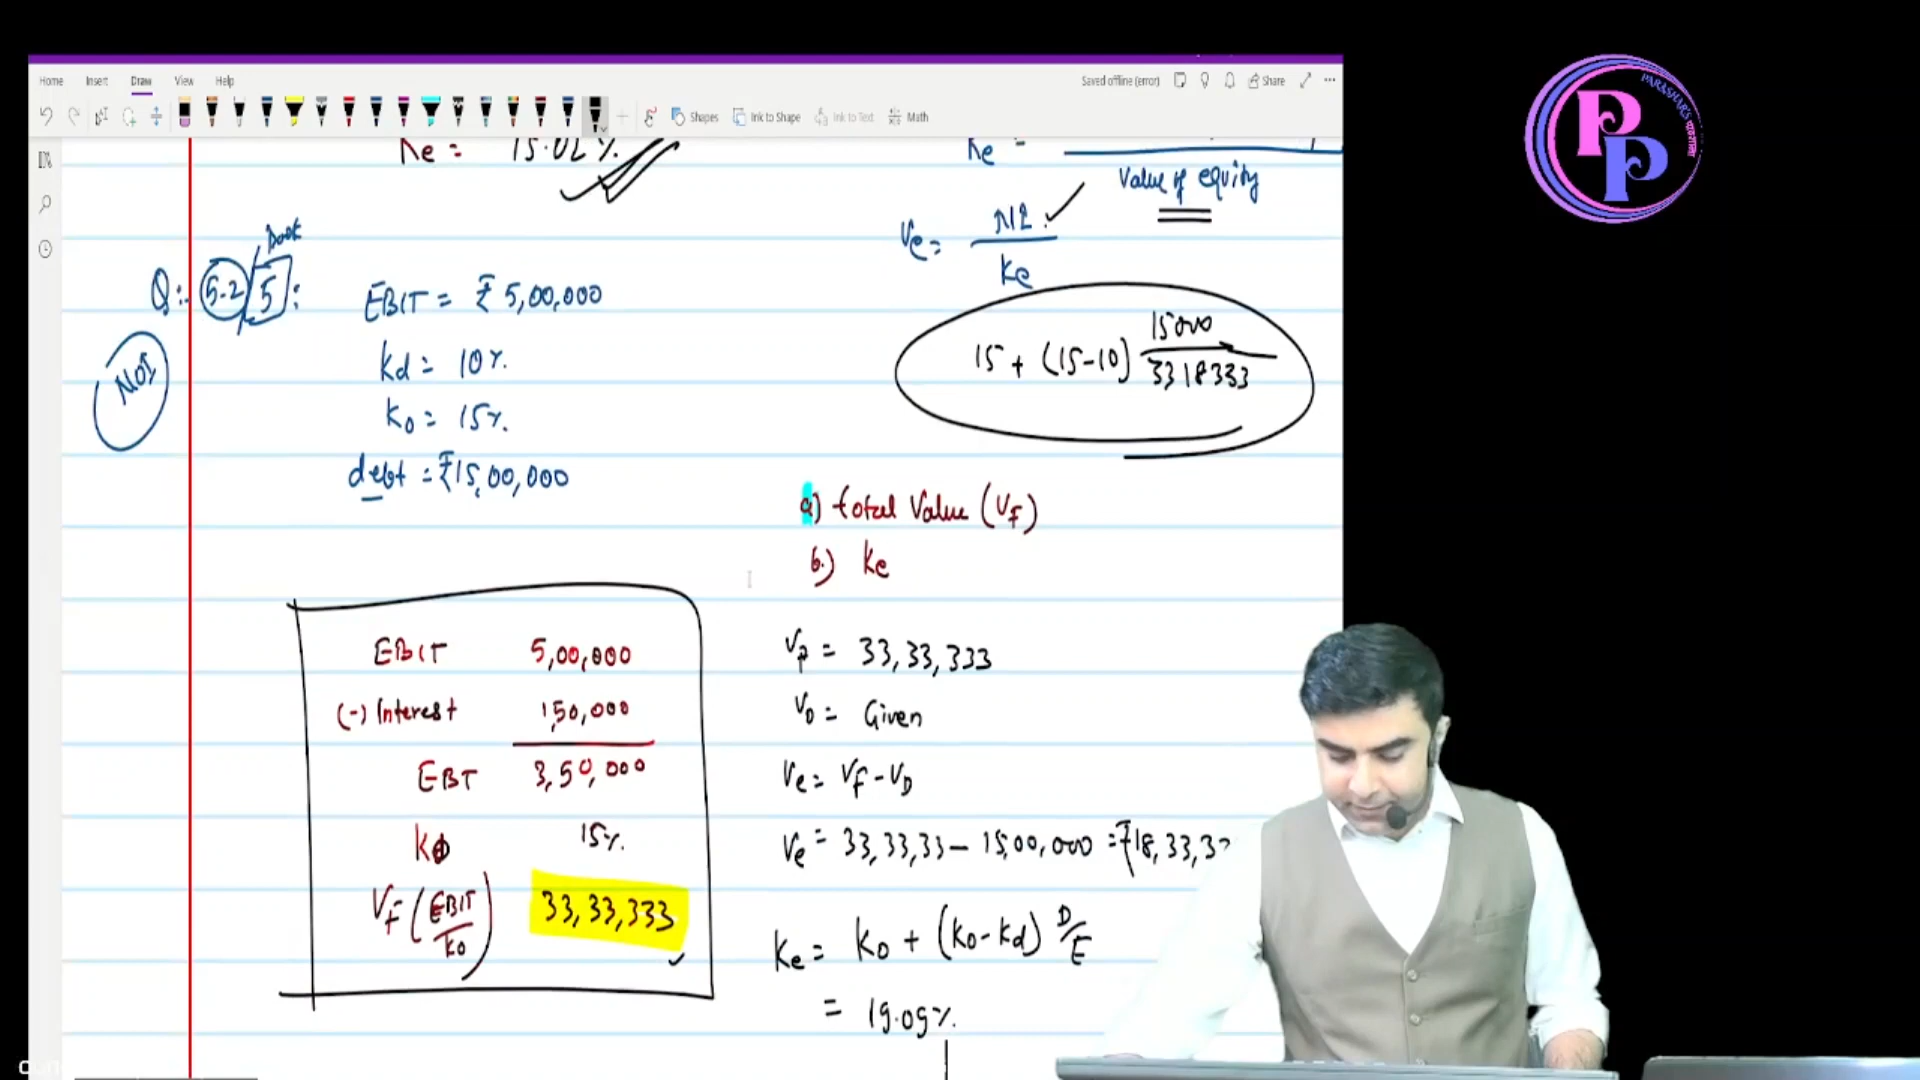 Home Insert Draw View Help
Saved offline (error) Share
Shapes Ink to Shape Ink to Text Math
Ke = 15.02%
Ke =
Value of equity
Ve = NI / Ke
Q:- 5.2 / 5 :
NOI
EBIT = ₹ 5,00,000
Kd = 10%
Ko = 15%
debt = ₹15,00,000
15 + (15-10) 15000 / 3318333
a) total Value (Vf)
b.) Ke
EBIT 5,00,000
(-) Interest 1,50,000
EBT 3,50,000
Ko 15%
VF (EBIT / Ko) 33,33,333
VF = 33,33,333
VD = Given
Ve = VF - VD
Ve = 33,33,33 - 15,00,000 = ₹18,33,33
Ke = Ko + (Ko - Kd) D/E
= 19.09%
PP
PARASHAR'S